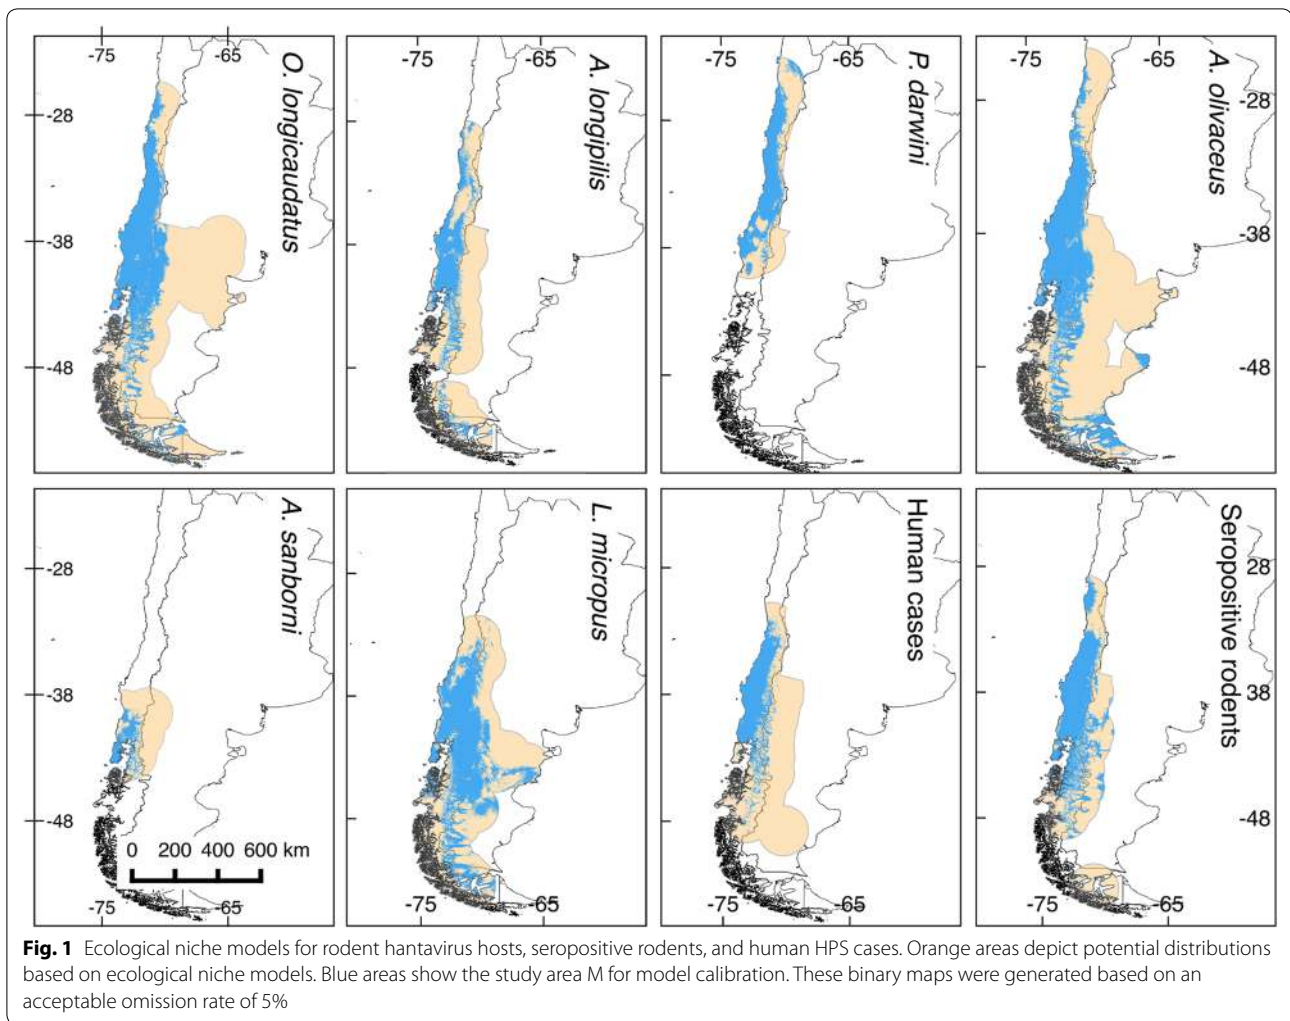 -75
-65
-28
-38
-48
-75
O. longicaudatus
-75
-65
A. longipilis
-75
-65
P. darwini
-75
-65
-28
-38
-48
A. olivaceus
-28
-38
-48
-75
-65
A. sanborni
0 200 400 600 km
-75
-65
L. micropus
-75
-65
Human cases
28
38
-48
-75
-65
Seropositive rodents
Fig. 1 Ecological niche models for rodent hantavirus hosts, seropositive rodents, and human HPS cases. Orange areas depict potential distributions
based on ecological niche models. Blue areas show the study area M for model calibration. These binary maps were generated based on an
acceptable omission rate of 5%